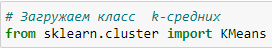 # Загружаем класс  k-средних
from sklearn.cluster import KMeans